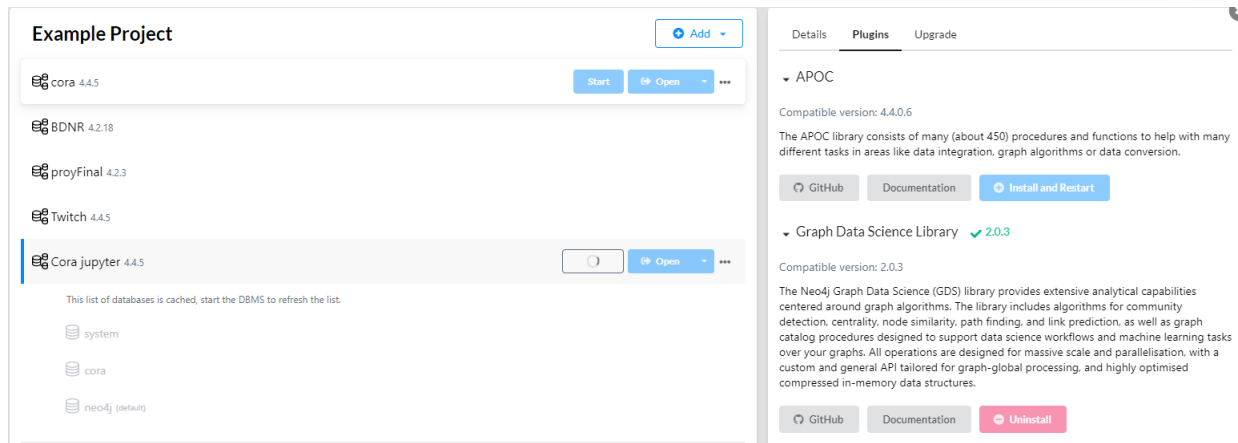 Example Project
Add
cora 4.4.5
Start
Open
BDNR 4.2.18
proyFinal 4.2.3
Twitch 4.4.5
Cora jupyter 4.4.5
Open
This list of databases is cached, start the DBMS to refresh the list.
system
cora
neo4j (default)
Details Plugins Upgrade
APOC
Compatible version: 4.4.0.6
The APOC library consists of many (about 450) procedures and functions to help with many
different tasks in areas like data integration, graph algorithms or data conversion.
GitHub Documentation Install and Restart
Graph Data Science Library 2.0.3
Compatible version: 2.0.3
The Neo4j Graph Data Science (GDS) library provides extensive analytical capabilities
centered around graph algorithms. The library includes algorithms for community
detection, centrality, node similarity, path finding, and link prediction, as well as graph
catalog procedures designed to support data science workflows and machine learning tasks
over your graphs. All operations are designed for massive scale and parallelisation, with a
custom and general API tailored for graph-global processing, and highly optimised
compressed in-memory data structures.
GitHub Documentation Uninstall